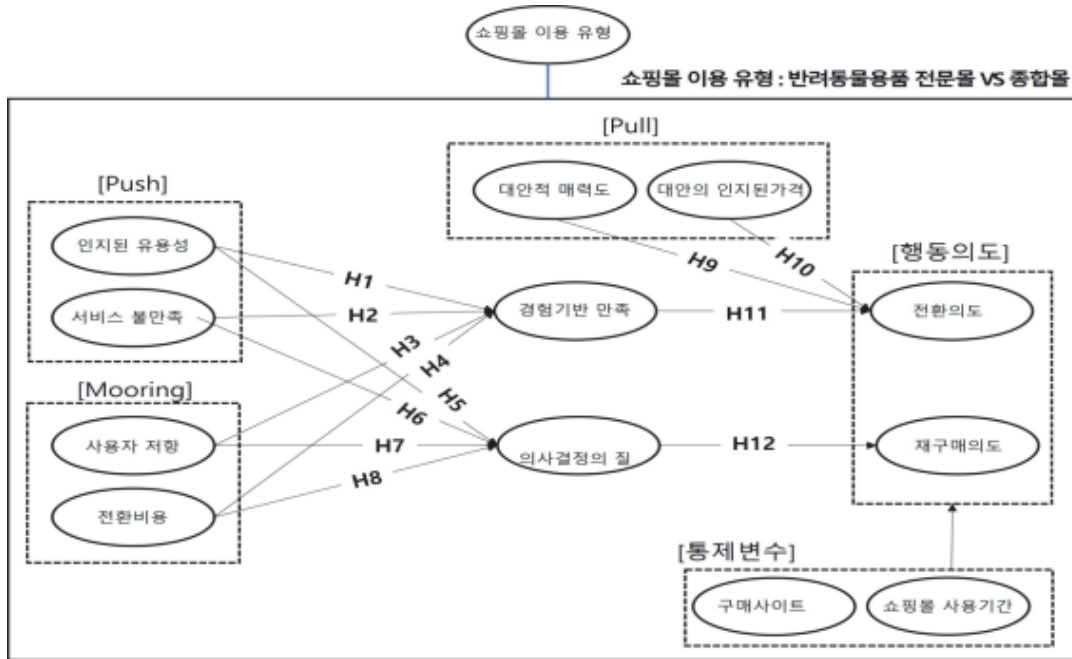 쇼핑몰 이용 유형
쇼핑몰 이용 유형 : 반려동물용품 전문몰 VS 종합몰
[Pull]
대안적 매력도
대안의 인지된가격
[Push]
인지된 유용성
서비스 불만족
[Mooring]
사용자 저항
전환비용
H1
H2
H3
H4
H5
H6
H7
H8
H9
H10
경험기반 만족
의사결정의 질
H11
H12
[행동의도]
전환의도
재구매의도
[통제변수]
구매사이트
쇼핑몰 사용기간